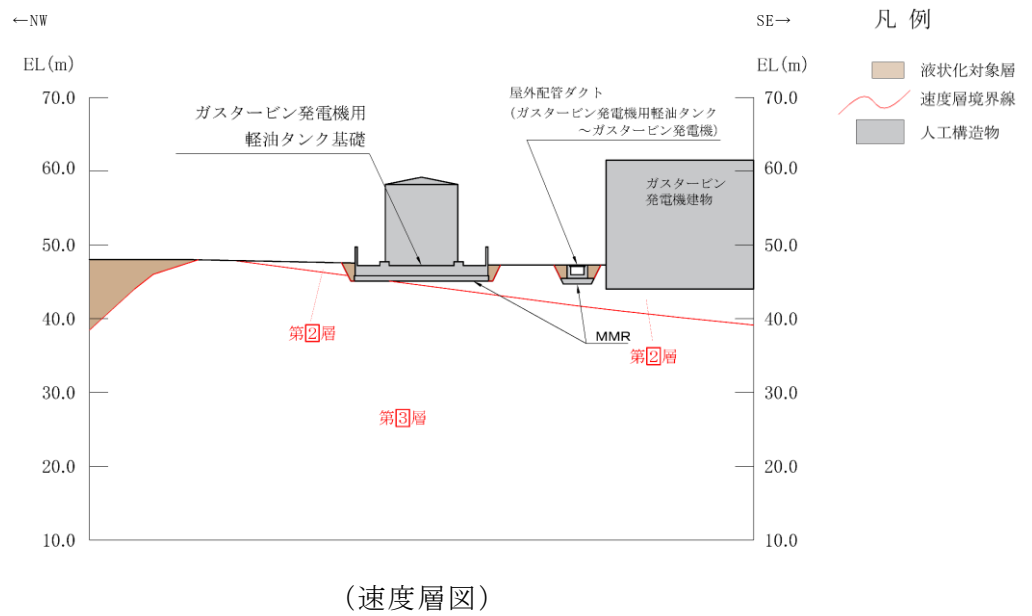 ←NW
SE→
凡 例
EL(m)
EL(m)
液状化対象層
速度層境界線
人工構造物
70.0
60.0
50.0
40.0
30.0
20.0
10.0
70.0
60.0
50.0
40.0
30.0
20.0
10.0
ガスタービン発電機用
軽油タンク基礎
屋外配管ダクト
(ガスタービン発電機用軽油タンク
～ガスタービン発電機)
ガスタービン
発電機建物
第2層
MMR
第2層
第3層
(速度層図)